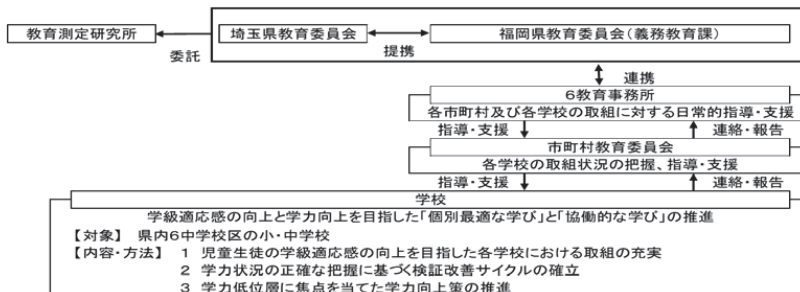 教育測定研究所
埼玉県教育委員会
福岡県教育委員会(義務教育課)
委託
提携
連携
6教育事務所
各市町村及び各学校の取組に対する日常的指導・支援
指導・支援
連絡・報告
市町村教育委員会
各学校の取組状況の把握、指導・支援
指導・支援
連絡・報告
学校
学級適応感の向上と学力向上を目指した「個別最適な学び」と「協働的な学び」の推進
【対象】 県内6中学校区の小・中学校
【内容・方法】 1 児童生徒の学級適応感の向上を目指した各学校における取組の充実
2 学力状況の正確な把握に基づく検証改善サイクルの確立
3 学力低位層に焦点を当てた学力向上策の推進